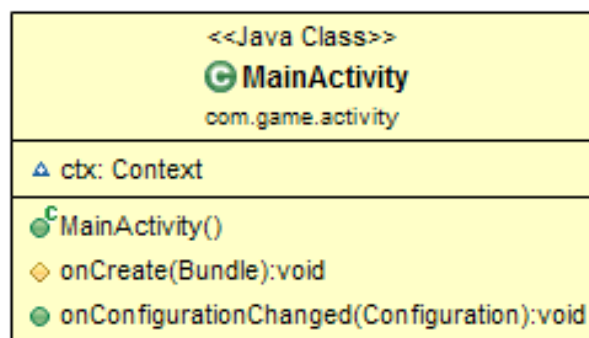 <<Java Class>>
C MainActivity
com.game.activity
ctx: Context
C MainActivity()
onCreate(Bundle):void
onConfigurationChanged(Configuration):void